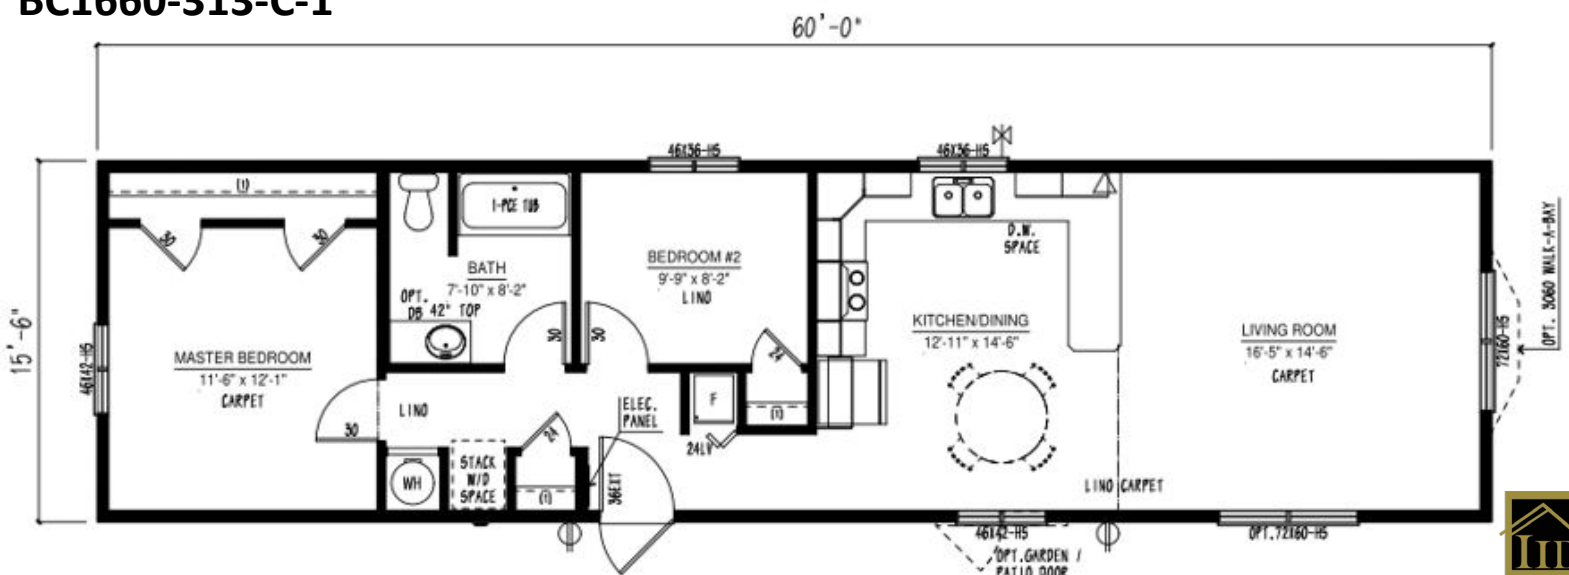 BC1660-313-C-1
60'-0"
15'-6"
46X36-H5
46X36-H5
(1)
30
30
1-PCE TUB
BATH
7'-10" x 8'-2"
OPT.
DB 42" TOP
30
BEDROOM #2
9'-9" x 8'-2"
LINO
30
24
D.W.
SPACE
KITCHEN/DINING
12'-11" x 14'-6"
LIVING ROOM
16'-5" x 14'-6"
CARPET
72X60-H5
OPT. 3060 WALK-A-BAY
46X42-H5
MASTER BEDROOM
11'-6" x 12'-1"
CARPET
30
LINO
ELEC.
PANEL
F
(1)
24LV
24
WH
STACK
W/D
SPACE
(1)
36EXT
LINO
CARPET
46X42-H5
OPT.GARDEN /
PATIO DOOR
OPT.72X60-H5